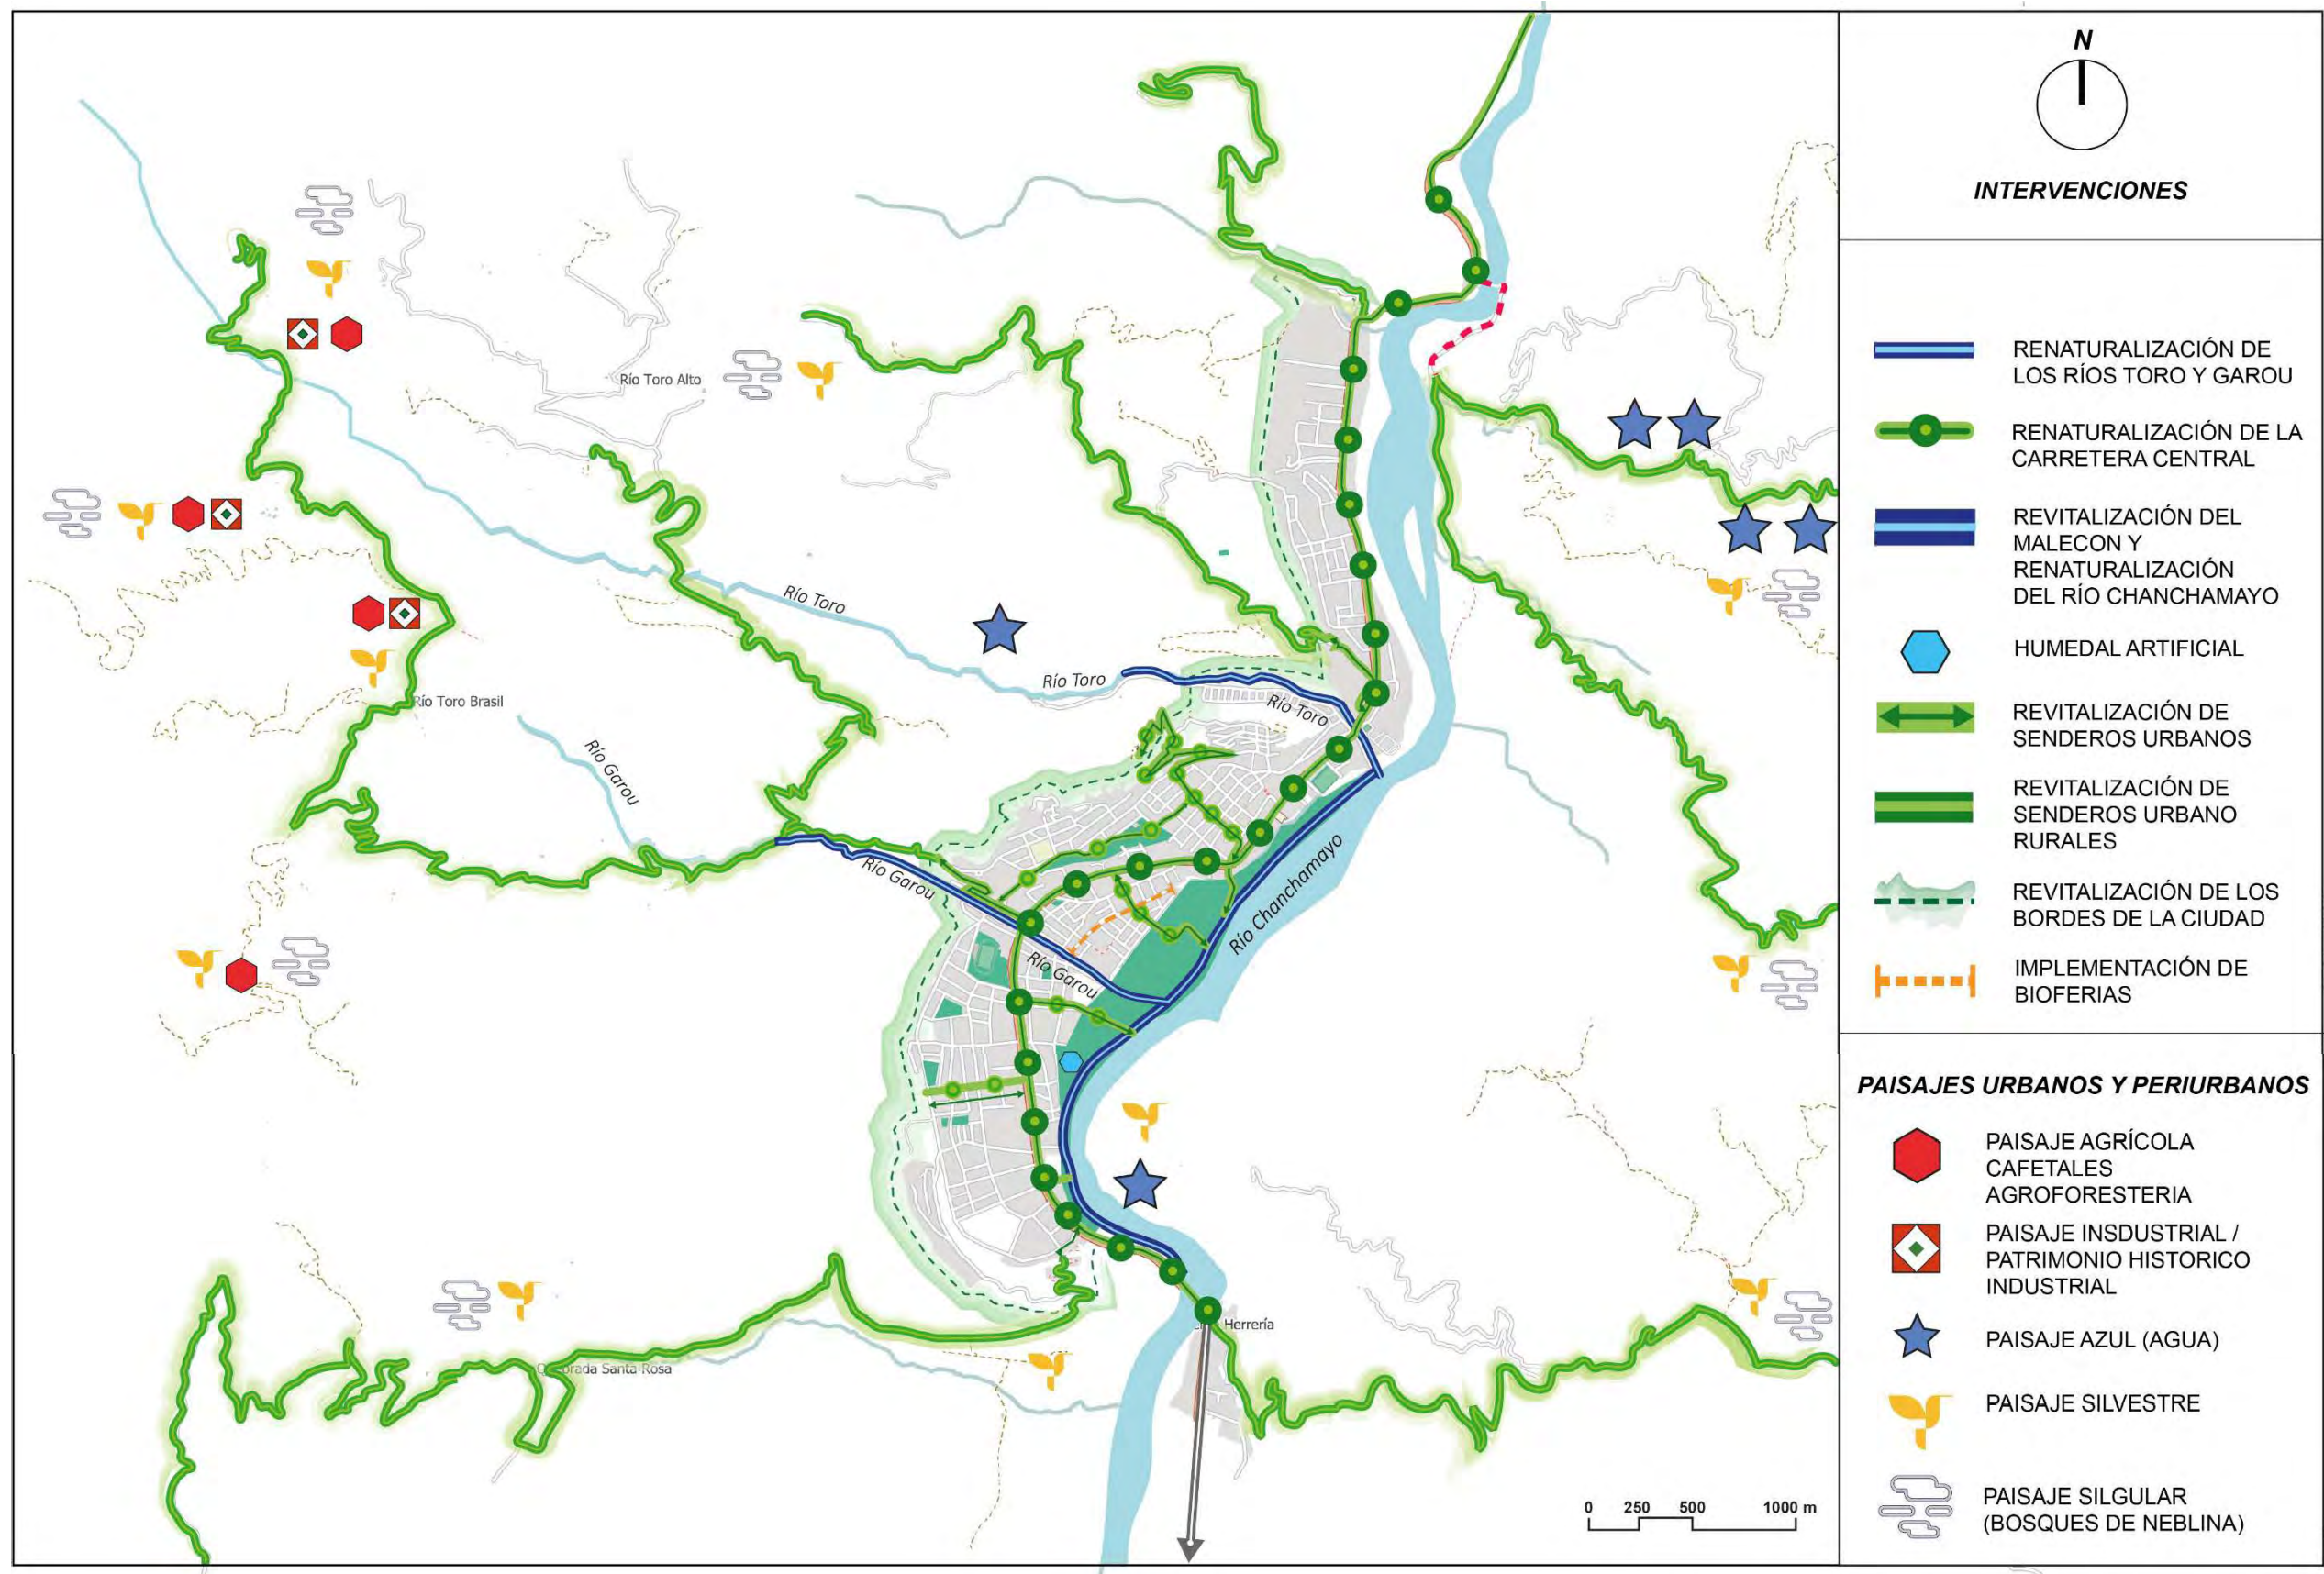 Río Toro Alto
Río Toro
Río Toro
Río Toro
Río Toro Brasil
Río Garou
Río Garou
Río Garou
Río Chanchamayo
Herrería
Santa Rosa
0 250 500 1000 m
N
INTERVENCIONES
RENATURALIZACIÓN DE
LOS RÍOS TORO Y GAROU
RENATURALIZACIÓN DE LA
CARRETERA CENTRAL
REVITALIZACIÓN DEL
MALECON Y
RENATURALIZACIÓN
DEL RÍO CHANCHAMAYO
HUMEDAL ARTIFICIAL
REVITALIZACIÓN DE
SENDEROS URBANOS
REVITALIZACIÓN DE
SENDEROS URBANO
RURALES
REVITALIZACIÓN DE LOS
BORDES DE LA CIUDAD
IMPLEMENTACIÓN DE
BIOFERIAS
PAISAJES URBANOS Y PERIURBANOS
PAISAJE AGRÍCOLA
CAFETALES
AGROFORESTERIA
PAISAJE INSDUSTRIAL /
PATRIMONIO HISTORICO
INDUSTRIAL
PAISAJE AZUL (AGUA)
PAISAJE SILVESTRE
PAISAJE SILGULAR
(BOSQUES DE NEBLINA)